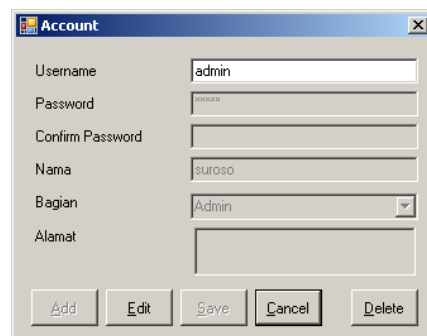 Account
Username admin
Password *****
Confirm Password
Nama suroso
Bagian Admin
Alamat
Add Edit Save Cancel Delete